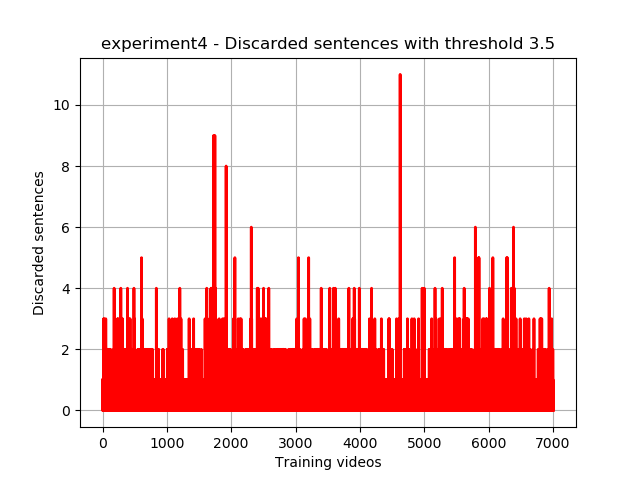 experiment4 - Discarded sentences with threshold 3.5
10
8
6
4
2
0
Discarded sentences
0 1000 2000 3000 4000 5000 6000 7000
Training videos